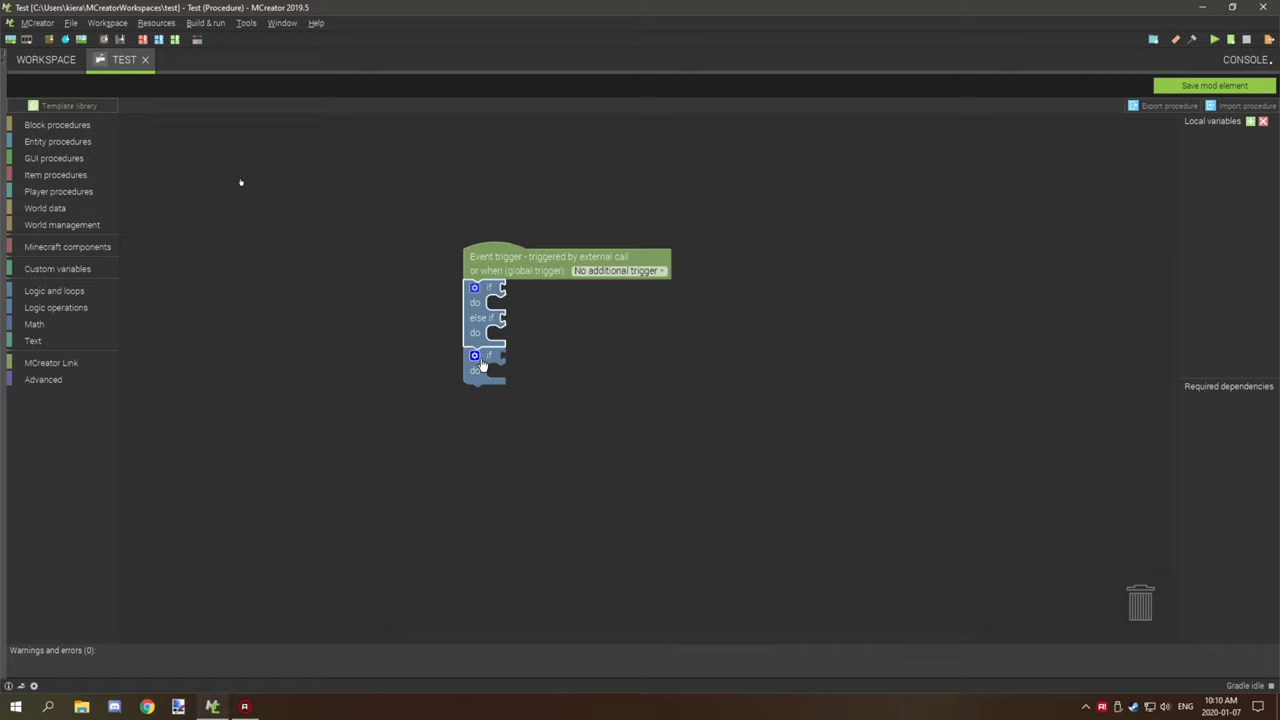 Test [C:\Users\kiera\MCreatorWorkspaces\test] - Test (Procedure) - MCreator 2019.5
MCreator File Workspace Resources Build & run Tools Window Help
WORKSPACE TEST CONSOLE
Save mod element
Template library Export procedure Import procedure
Local variables
Block procedures
Entity procedures
GUI procedures
Item procedures
Player procedures
World data
World management
Minecraft components
Custom variables
Logic and loops
Logic operations
Math
Text
MCreator Link
Advanced
Event trigger - triggered by external call
or when (global trigger): No additional trigger
if
do
else if
do
if
do
Required dependencies
Warnings and errors (0):
Gradle idle
ENG
10:10 AM
2020-01-07